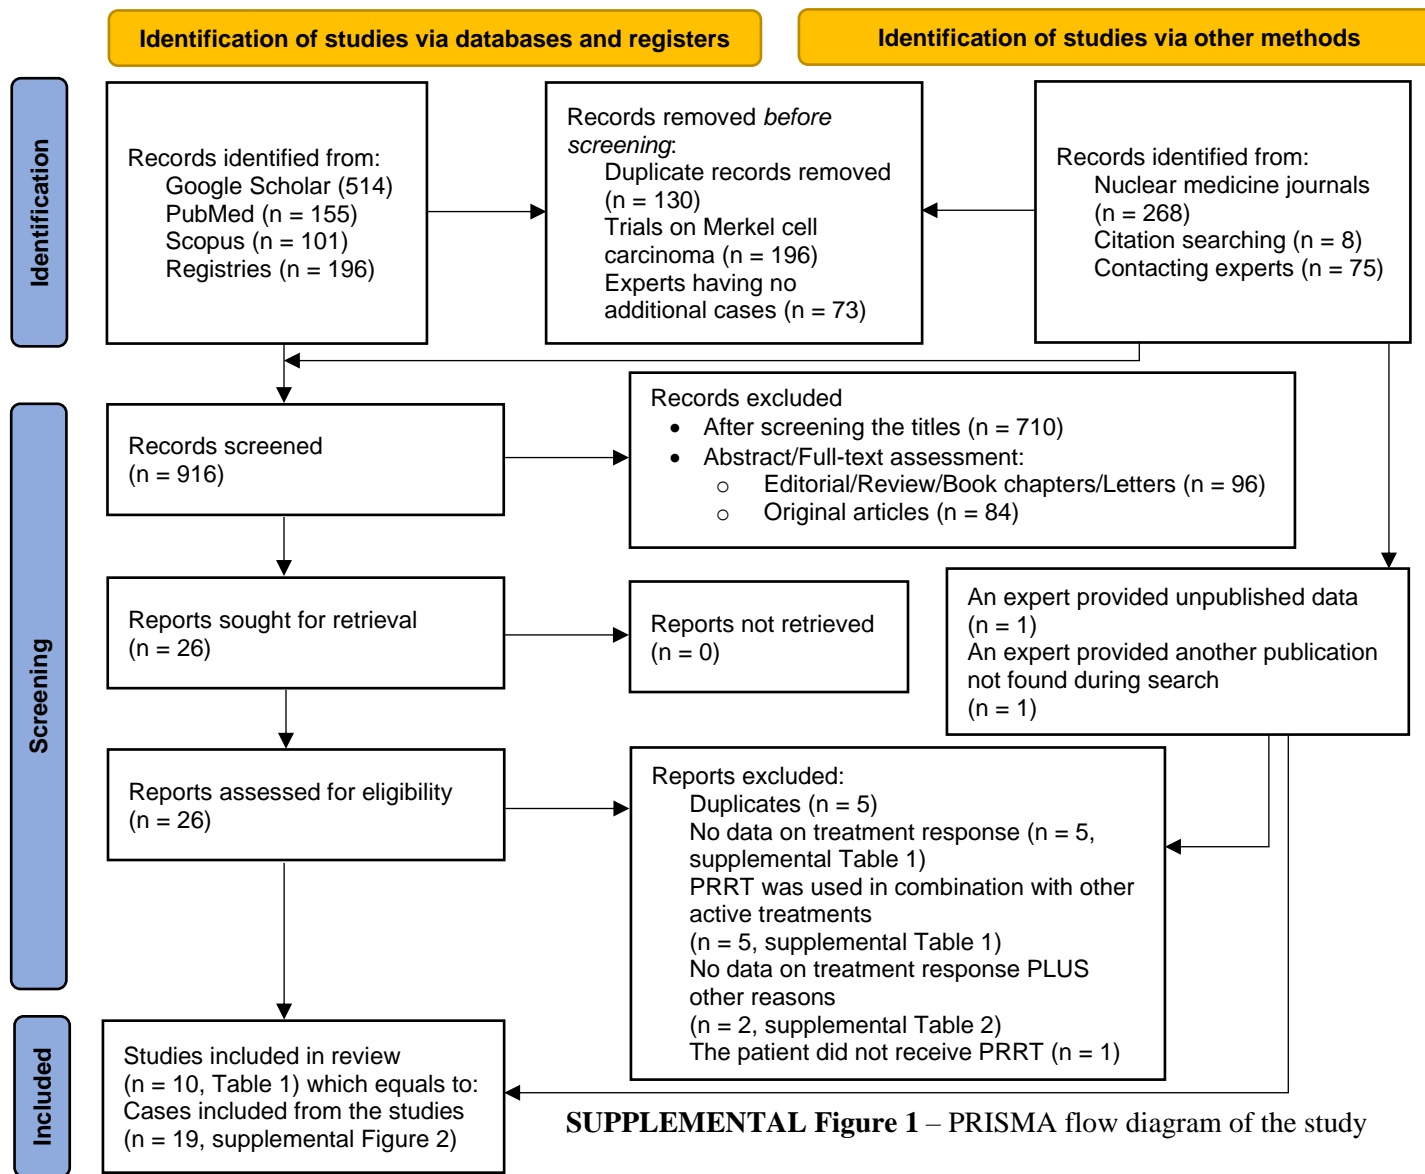 Identification of studies via databases and registers
Identification of studies via other methods
Identification
Records identified from:
Google Scholar (514)
PubMed (n = 155)
Scopus (n = 101)
Registries (n = 196)
Records removed before
screening:
Duplicate records removed
(n = 130)
Trials on Merkel cell
carcinoma (n = 196)
Experts having no
additional cases (n = 73)
Records identified from:
Nuclear medicine journals
(n = 268)
Citation searching (n = 8)
Contacting experts (n = 75)
Screening
Records screened
(n = 916)
Records excluded
• After screening the titles (n = 710)
• Abstract/Full-text assessment:
o Editorial/Review/Book chapters/Letters (n = 96)
o Original articles (n = 84)
Reports sought for retrieval
(n = 26)
Reports not retrieved
(n = 0)
An expert provided unpublished data
(n = 1)
An expert provided another publication
not found during search
(n = 1)
Reports assessed for eligibility
(n = 26)
Reports excluded:
Duplicates (n = 5)
No data on treatment response (n = 5,
supplemental Table 1)
PRRT was used in combination with other
active treatments
(n = 5, supplemental Table 1)
No data on treatment response PLUS
other reasons
(n = 2, supplemental Table 2)
The patient did not receive PRRT (n = 1)
Included
Studies included in review
(n = 10, Table 1) which equals to:
Cases included from the studies
(n = 19, supplemental Figure 2)
SUPPLEMENTAL Figure 1 – PRISMA flow diagram of the study